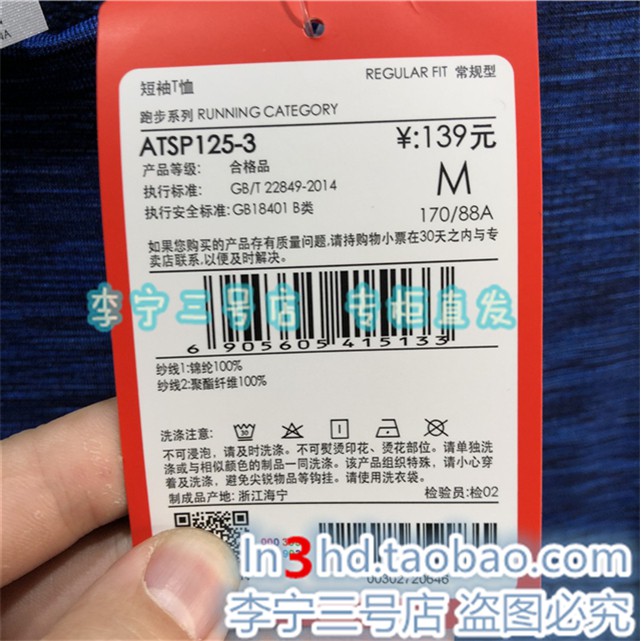 NA
短袖T恤
REGULAR FIT 常规型
跑步系列 RUNNING CATEGORY
ATSP125-3
¥:139元
产品等级: 合格品
M
执行标准: GB/T 22849-2014
执行安全标准: GB18401 B类
170/88A
如果您购买的产品存有质量问题,请持购物小票在30天之内与专
卖店联系,以便及时解决。
李宁三号店 专柜直发
6 905605 415133
纱线1:锦纶100%
纱线2:聚酯纤维100%
洗涤注意:
30
不可浸泡，请及时洗涤。不可熨烫印花、烫花部位。请单独洗
涤或与相似颜色的制品一同洗涤。该产品组织特殊，请小心穿
着及洗涤，避免尖锐物品等钩挂。请使用洗衣袋。
制成品产地: 浙江海宁
检验员:检02
ln3hd.taobao.com
00302720646
李宁三号店 盗图必究